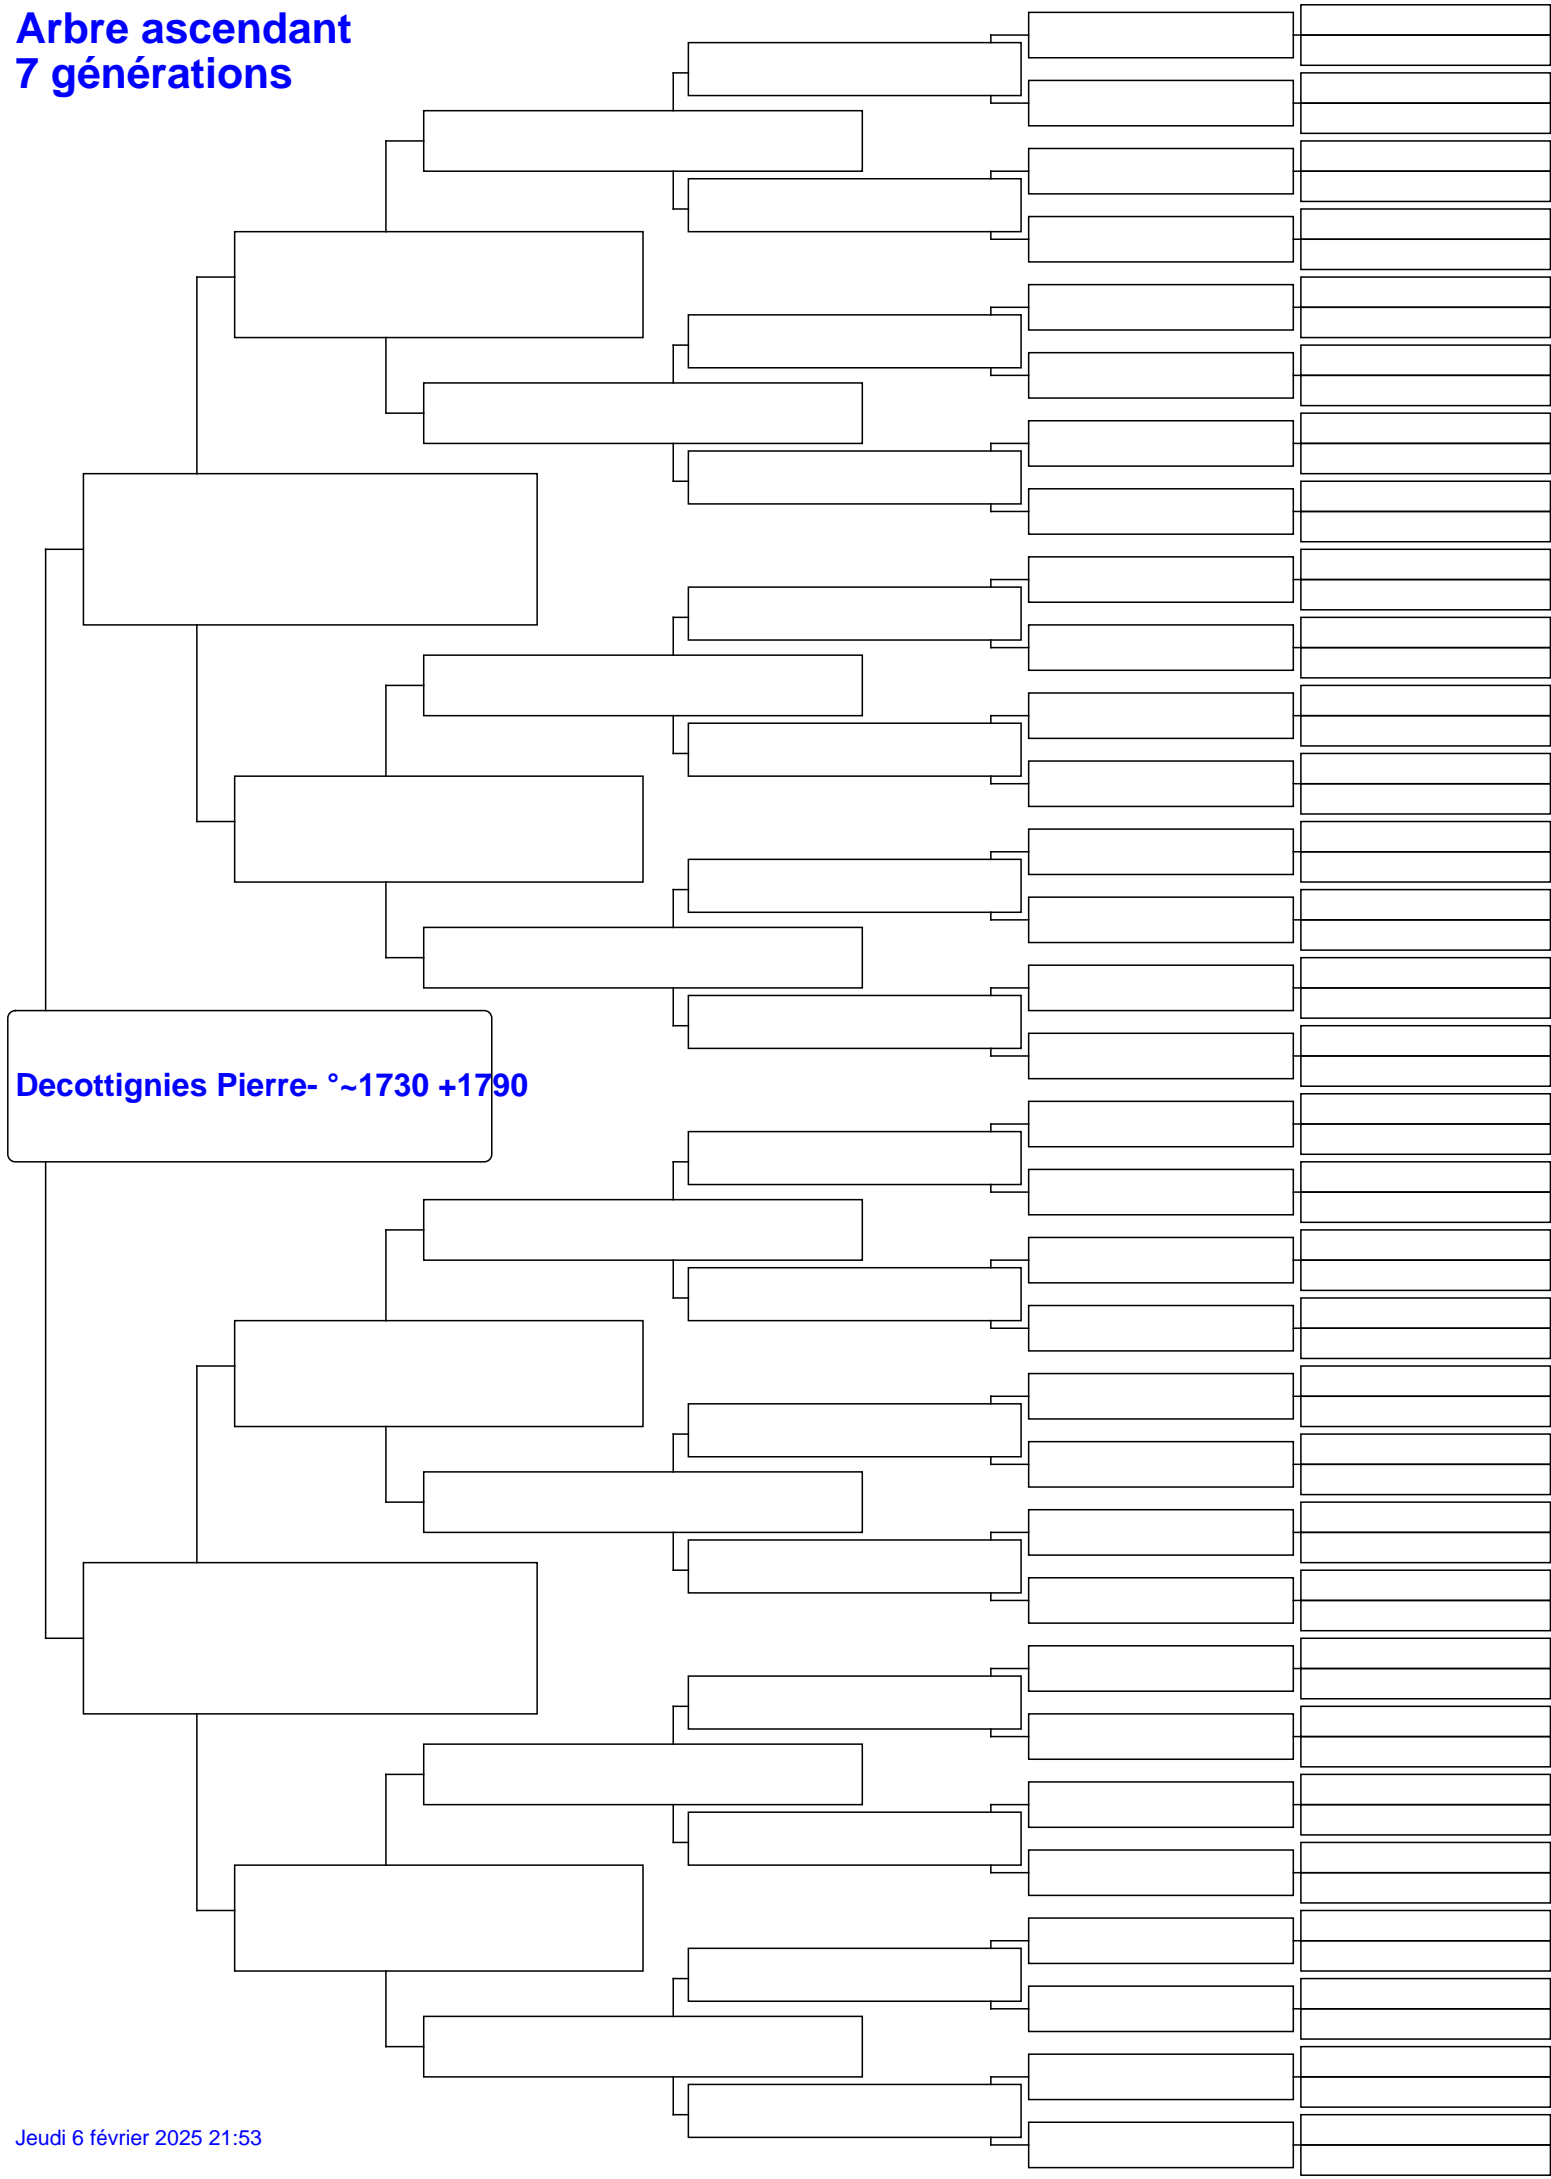 Arbre ascendant
7 générations
Decottignies Pierre- °~1730 +1790
Jeudi 6 février 2025 21:53